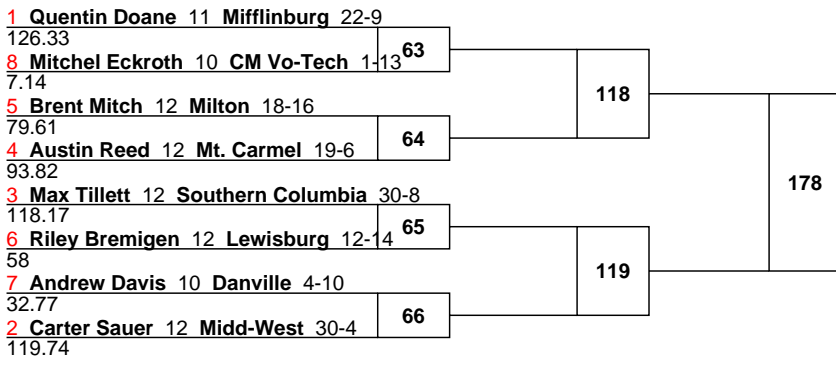 1 Quentin Doane 11 Mifflinburg 22-9
126.33
63
8 Mitchel Eckroth 10 CM Vo-Tech 1-13
7.14
118
5 Brent Mitch 12 Milton 18-16
79.61
64
4 Austin Reed 12 Mt. Carmel 19-6
93.82
178
3 Max Tillett 12 Southern Columbia 30-8
118.17
65
6 Riley Bremigen 12 Lewisburg 12-14
58
119
7 Andrew Davis 10 Danville 4-10
32.77
66
2 Carter Sauer 12 Midd-West 30-4
119.74